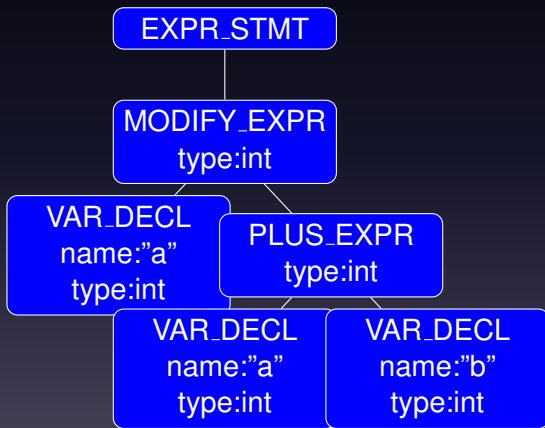 EXPR_STMT
MODIFY_EXPR
type:int
VAR_DECL
name:”a”
type:int
PLUS_EXPR
type:int
VAR_DECL
name:”a”
type:int
VAR_DECL
name:”b”
type:int